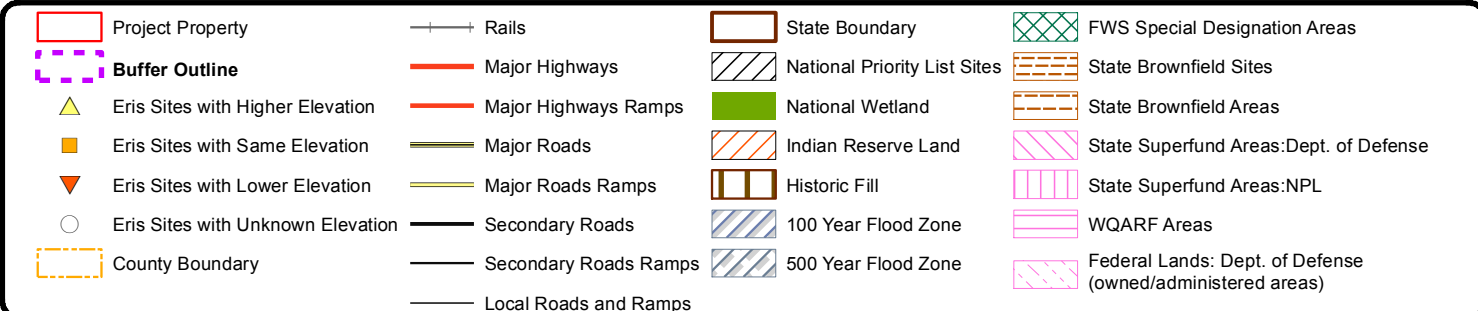 Project Property
Buffer Outline
Eris Sites with Higher Elevation
Eris Sites with Same Elevation
Eris Sites with Lower Elevation
Eris Sites with Unknown Elevation
County Boundary
Rails
Major Highways
Major Highways Ramps
Major Roads
Major Roads Ramps
Secondary Roads
Secondary Roads Ramps
Local Roads and Ramps
State Boundary
National Priority List Sites
National Wetland
Indian Reserve Land
Historic Fill
100 Year Flood Zone
500 Year Flood Zone
FWS Special Designation Areas
State Brownfield Sites
State Brownfield Areas
State Superfund Areas:Dept. of Defense
State Superfund Areas:NPL
WQARF Areas
Federal Lands: Dept. of Defense
(owned/administered areas)